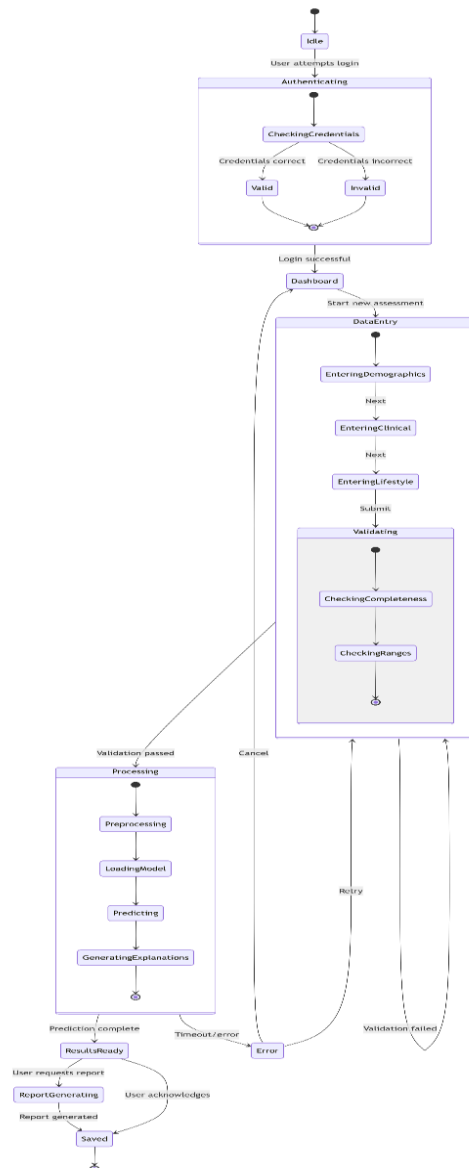 Idle
User attempts login
Authenticating
CheckingCredentials
Credentials correct
Credentials incorrect
Valid
Invalid
Login successful
Dashboard
Start new assessment
DataEntry
EnteringDemographics
Next
EnteringClinical
Next
EnteringLifestyle
Submit
Validating
CheckingCompleteness
CheckingRanges
Validation passed
Cancel
Processing
Preprocessing
LoadingModel
Predicting
Retry
GeneratingExplanations
Prediction complete
Timeout/error
Validation failed
ResultsReady
Error
User requests report
ReportGenerating
User acknowledges
Report generated
Saved